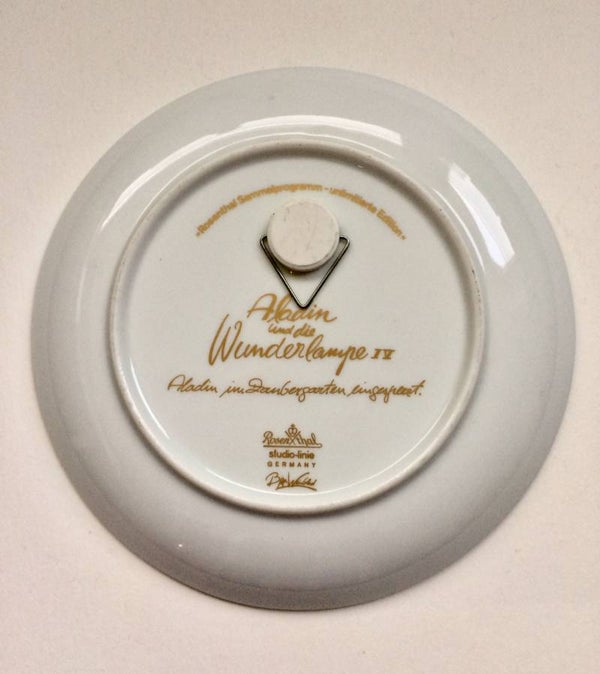 -Rosenthal Sammelprogramm - unlimitierte Edition-
Aladin
und die
Wunderlampe IV
Aladin im Zaubergarten eingesperrt.
Rosenthal
studio-linie
GERMANY